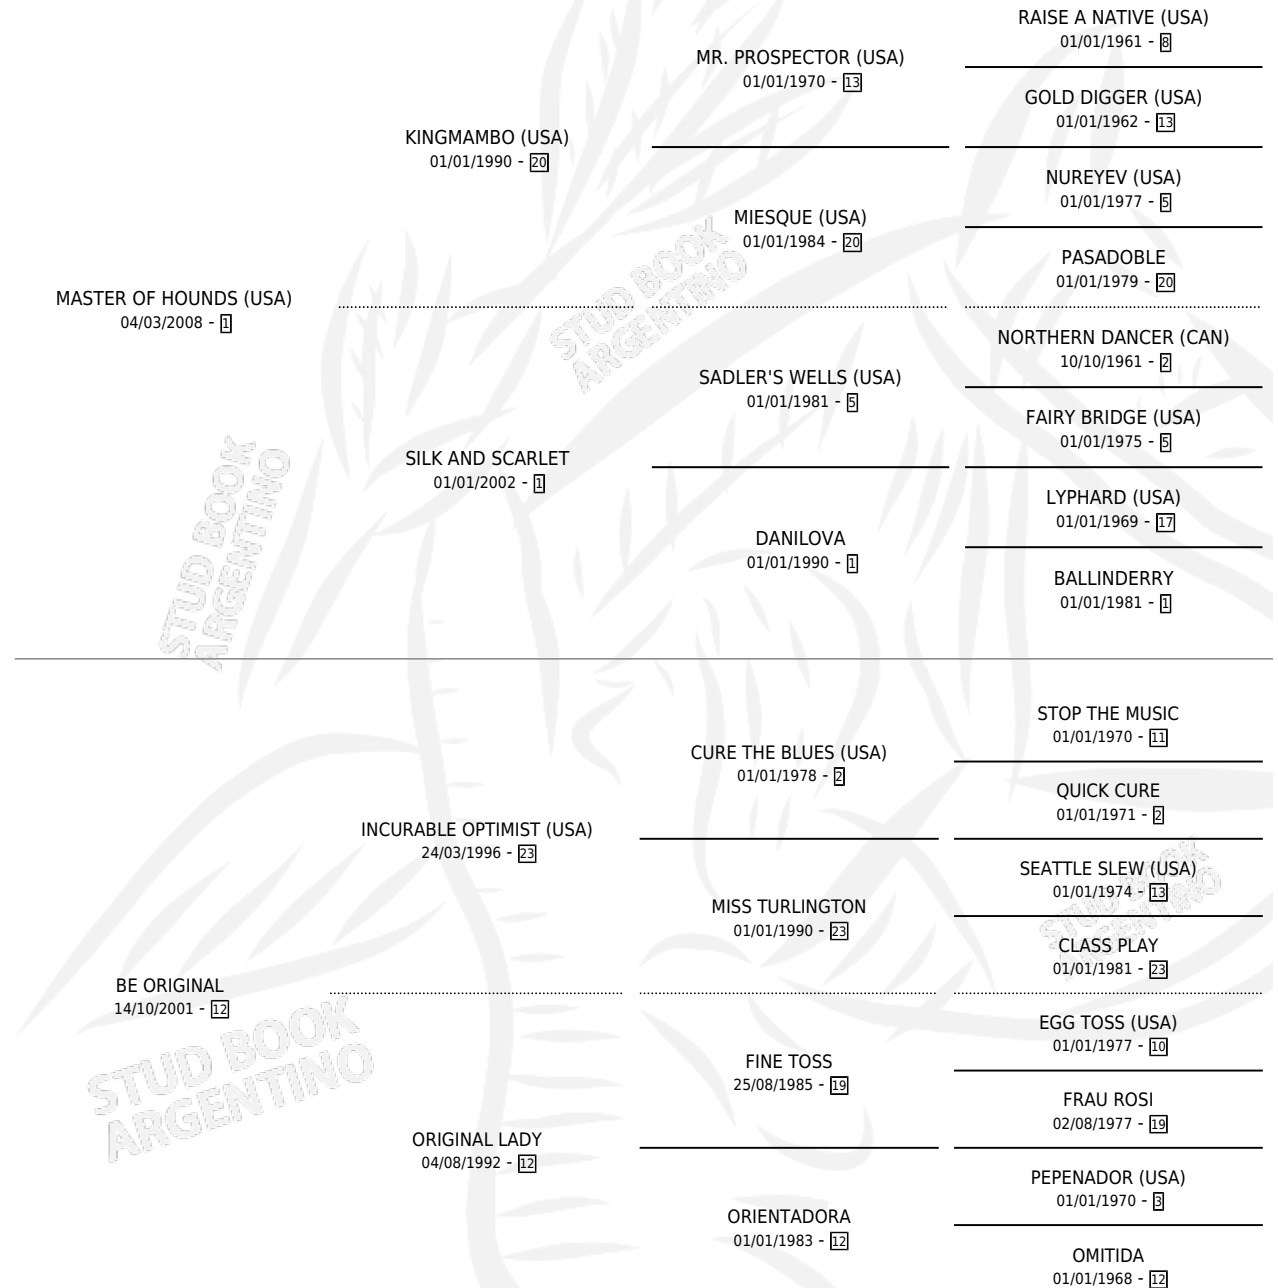 RAISE A NATIVE (USA)
01/01/1961 - 8
MR. PROSPECTOR (USA)
01/01/1970 - 13
GOLD DIGGER (USA)
01/01/1962 - 13
KINGMAMBO (USA)
01/01/1990 - 20
NUREYEV (USA)
01/01/1977 - 5
MIESQUE (USA)
01/01/1984 - 20
PASADOBLE
01/01/1979 - 20
MASTER OF HOUNDS (USA)
04/03/2008 - 1
NORTHERN DANCER (CAN)
10/10/1961 - 2
SADLER'S WELLS (USA)
01/01/1981 - 5
FAIRY BRIDGE (USA)
01/01/1975 - 5
SILK AND SCARLET
01/01/2002 - 1
LYPHARD (USA)
01/01/1969 - 17
DANILOVA
01/01/1990 - 1
BALLINDERRY
01/01/1981 - 1
STUD BOOK
ARGENTINO
STUD BOOK
ARGENTINO
STOP THE MUSIC
01/01/1970 - 11
CURE THE BLUES (USA)
01/01/1978 - 2
QUICK CURE
01/01/1971 - 2
INCURABLE OPTIMIST (USA)
24/03/1996 - 23
SEATTLE SLEW (USA)
01/01/1974 - 13
MISS TURLINGTON
01/01/1990 - 23
CLASS PLAY
01/01/1981 - 23
STUD BOOK
ARGENTINO
BE ORIGINAL
14/10/2001 - 12
EGG TOSS (USA)
01/01/1977 - 10
FINE TOSS
25/08/1985 - 19
FRAU ROSI
02/08/1977 - 19
STUD BOOK
ARGENTINO
ORIGINAL LADY
04/08/1992 - 12
PEPENADOR (USA)
01/01/1970 - 3
ORIENTADORA
01/01/1983 - 12
OMITIDA
01/01/1968 - 12